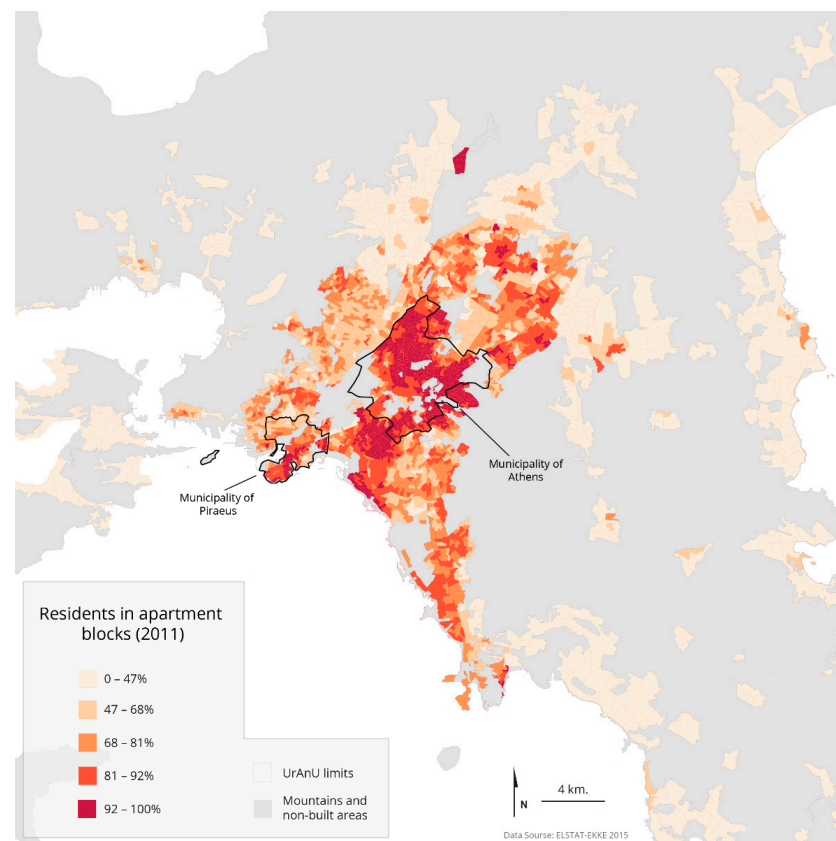 Municipality of
Athens
Municipality of
Piraeus
Residents in apartment
blocks (2011)
0 – 47%
47 – 68%
68 – 81%
81 – 92%
92 – 100%
UrAnU limits
Mountains and
non-built areas
N
4 km.
Data Sourse: ELSTAT-EKKE 2015